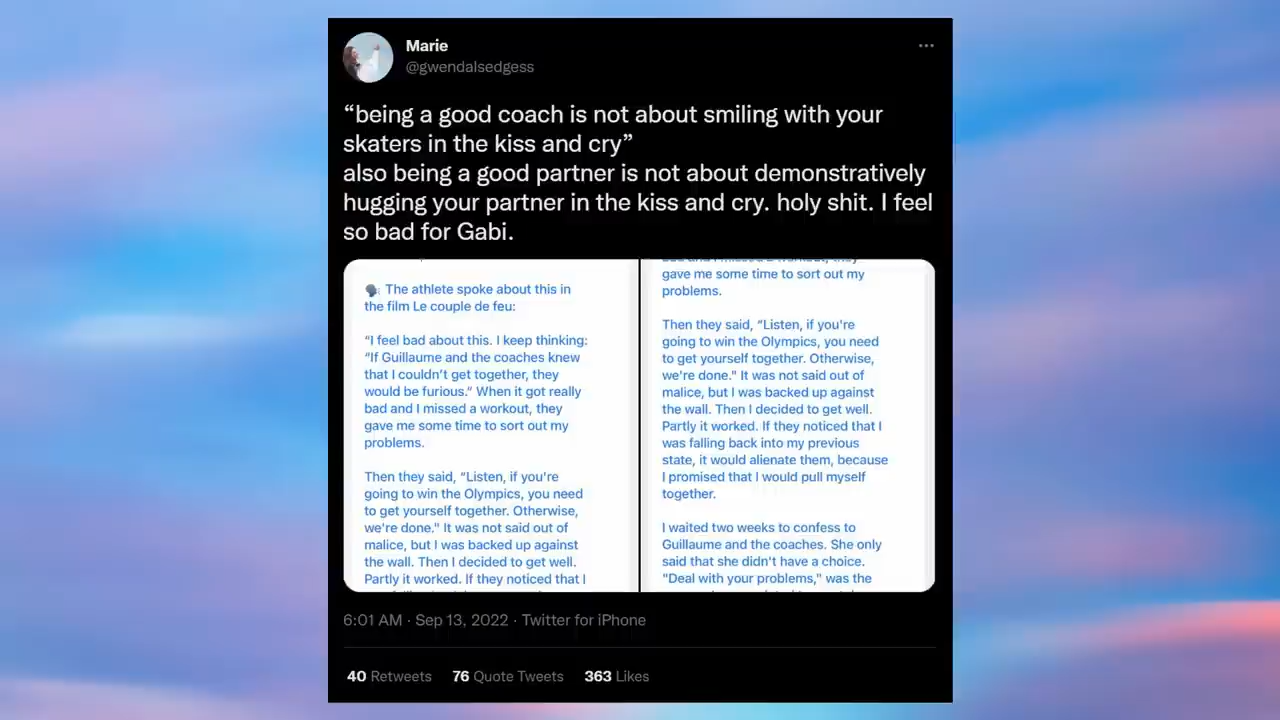 Marie
@gwendalsedgess
“being a good coach is not about smiling with your
skaters in the kiss and cry”
also being a good partner is not about demonstratively
hugging your partner in the kiss and cry. holy shit. I feel
so bad for Gabi.
The athlete spoke about this in
the film Le couple de feu:
“I feel bad about this. I keep thinking:
“If Guillaume and the coaches knew
that I couldn’t get together, they
would be furious.” When it got really
bad and I missed a workout, they
gave me some time to sort out my
problems.
Then they said, “Listen, if you're
going to win the Olympics, you need
to get yourself together. Otherwise,
we're done." It was not said out of
malice, but I was backed up against
the wall. Then I decided to get well.
Partly it worked. If they noticed that I
bad and I missed a workout, they
gave me some time to sort out my
problems.
Then they said, “Listen, if you're
going to win the Olympics, you need
to get yourself together. Otherwise,
we're done." It was not said out of
malice, but I was backed up against
the wall. Then I decided to get well.
Partly it worked. If they noticed that I
was falling back into my previous
state, it would alienate them, because
I promised that I would pull myself
together.
I waited two weeks to confess to
Guillaume and the coaches. She only
said that she didn't have a choice.
"Deal with your problems," was the
6:01 AM · Sep 13, 2022 · Twitter for iPhone
40 Retweets 76 Quote Tweets 363 Likes